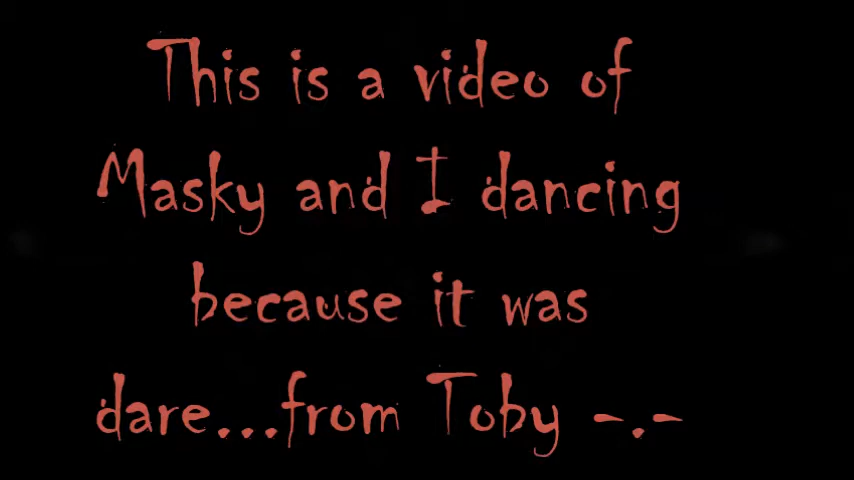 This is a video of
Masky and I dancing
because it was
dare...from Toby -.-